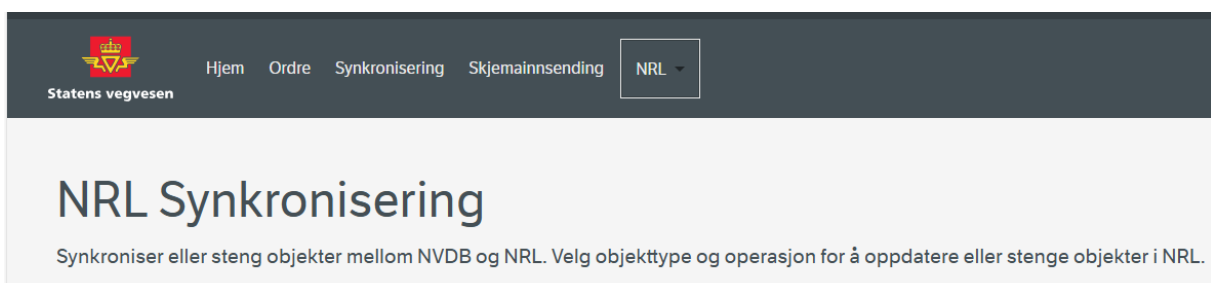 Hjem Ordre Synkronisering Skjemainnsending NRL
Statens vegvesen
NRL Synkronisering
Synkroniser eller steng objekter mellom NVDB og NRL. Velg objekttype og operasjon for å oppdatere eller stenge objekter i NRL.